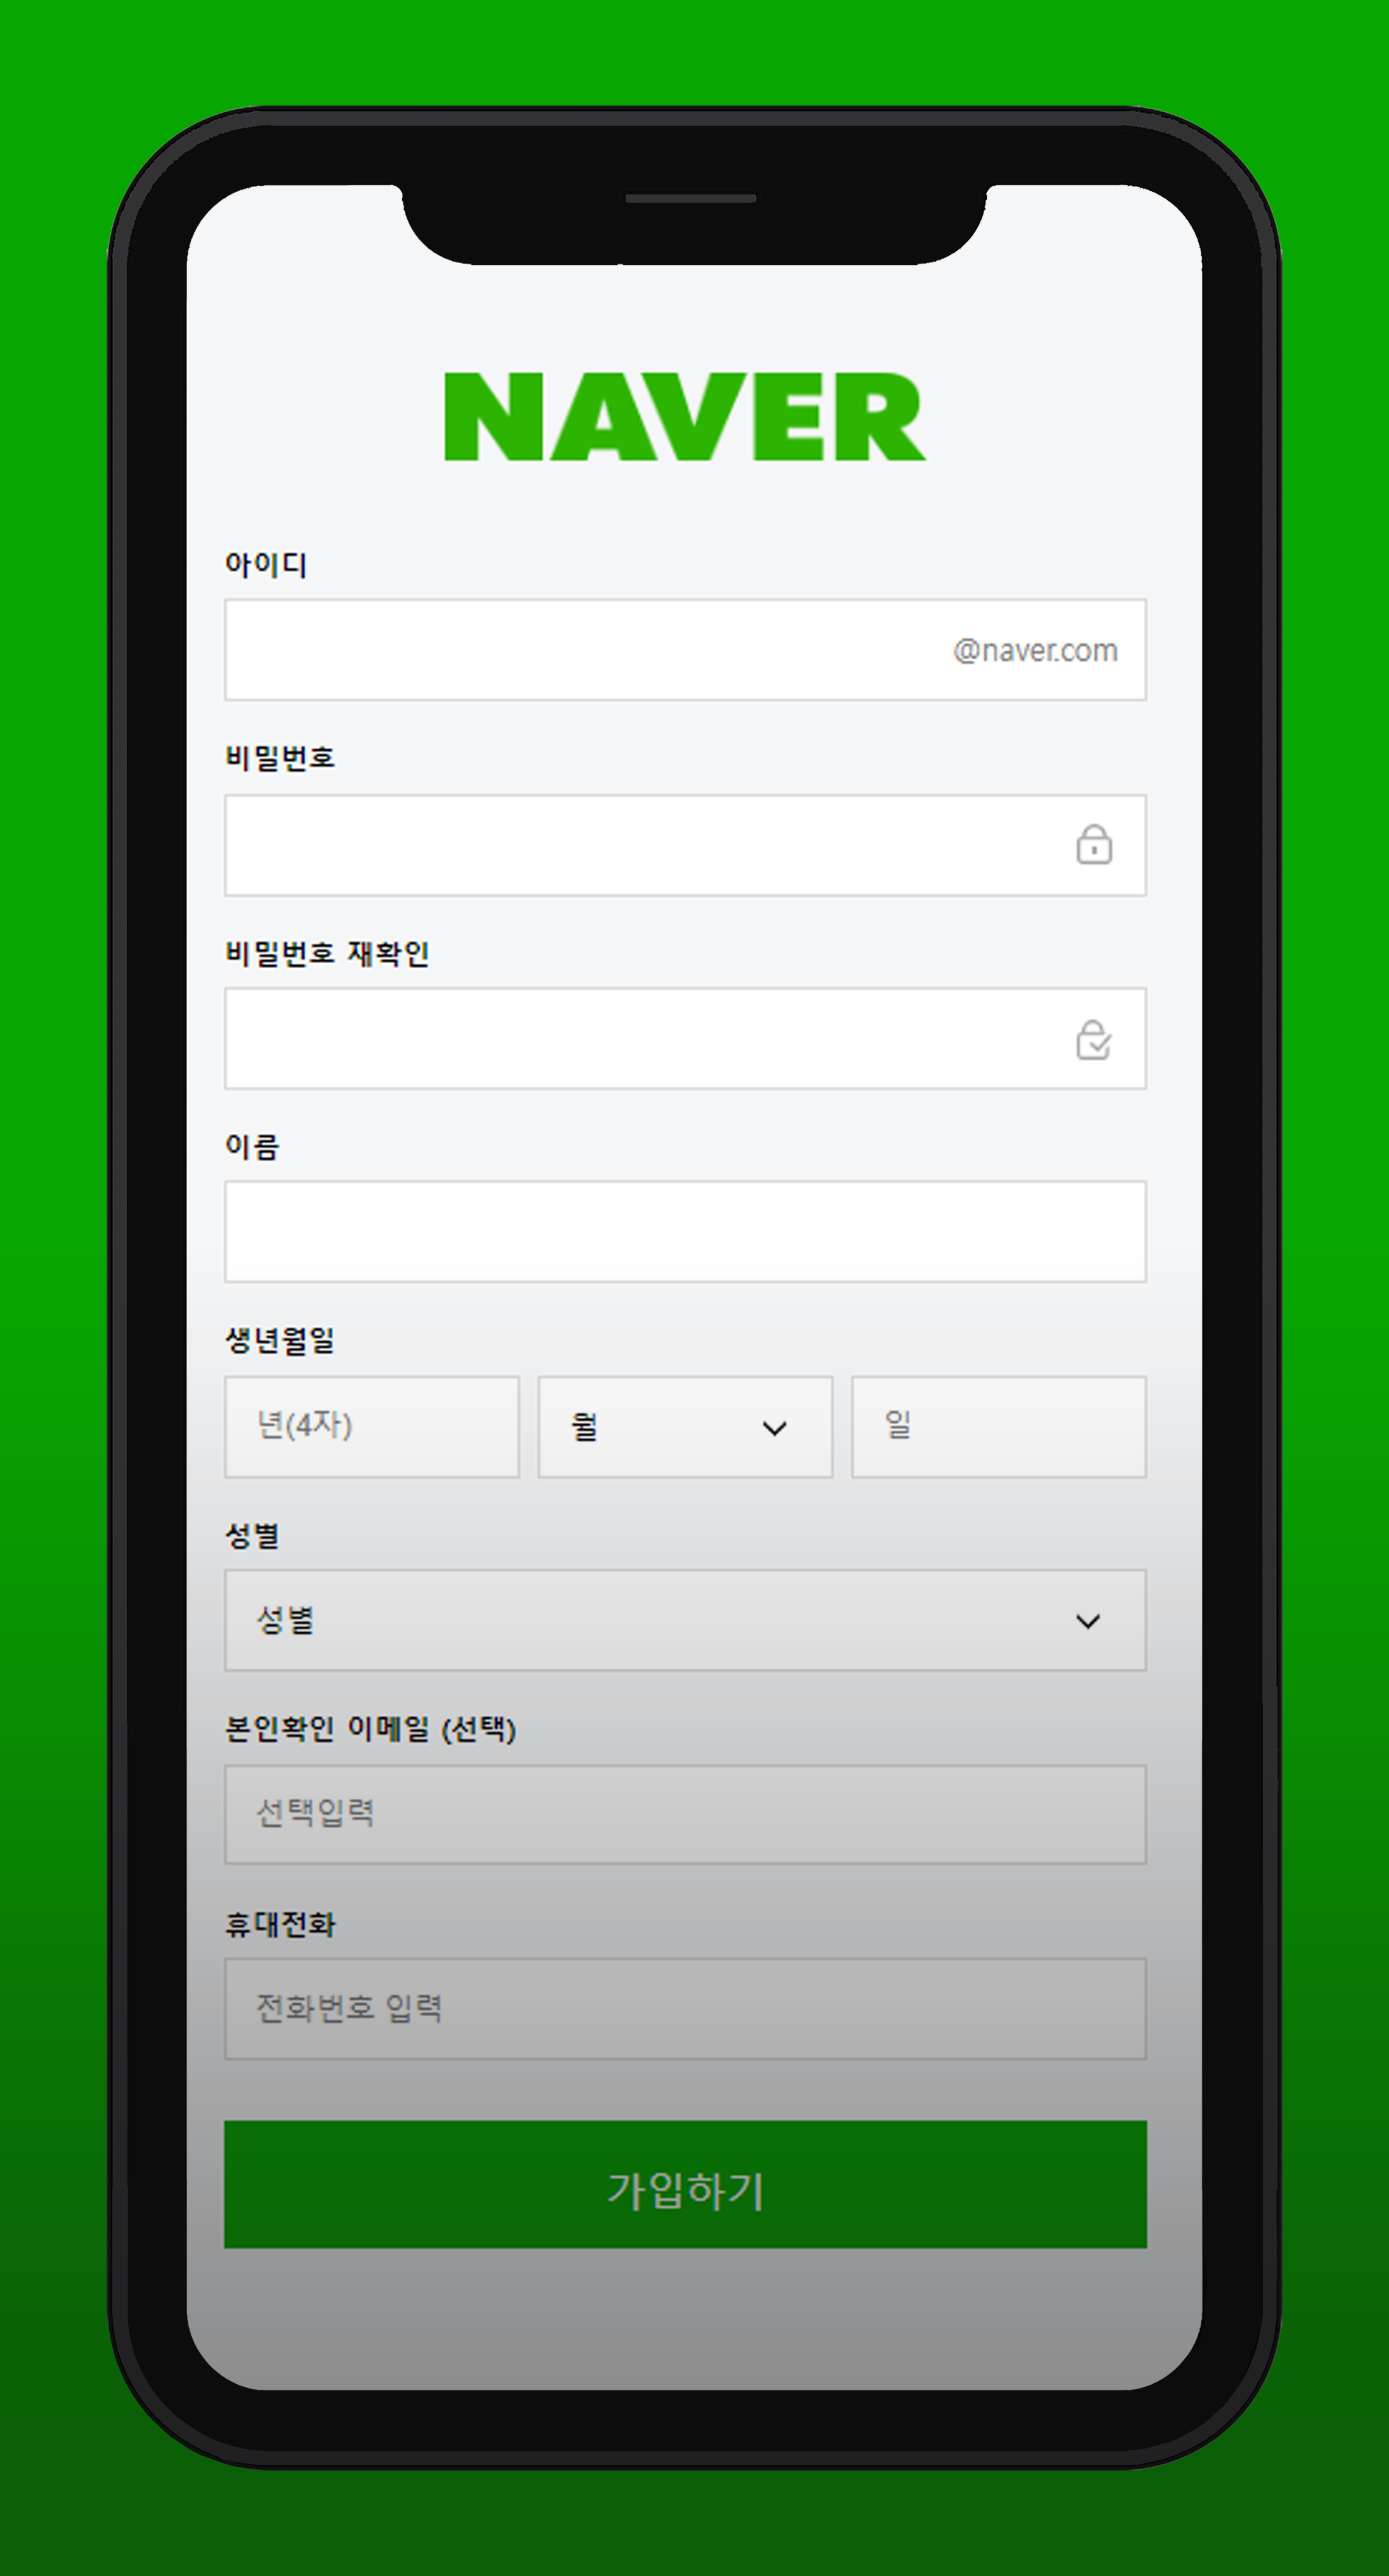 NAVER
아이디
@naver.com
비밀번호
비밀번호 재확인
이름
생년월일
년(4자) 월 일
성별
성별
본인확인 이메일 (선택)
선택입력
휴대전화
전화번호 입력
가입하기